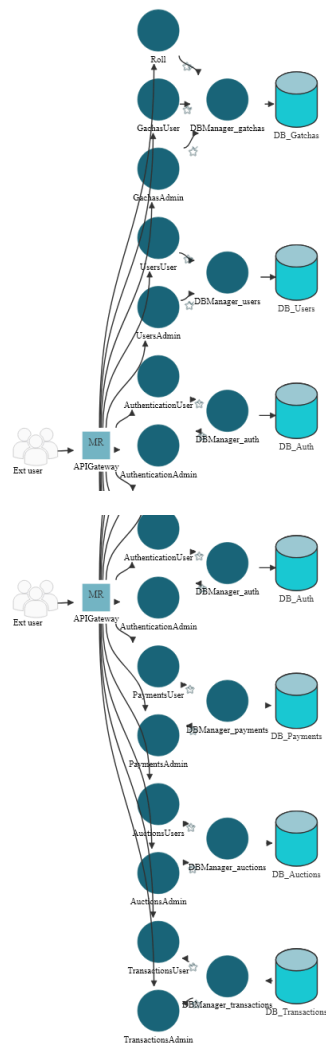 Roll
GachasUser
DBManager_gatchas
DB_Gatchas
GachasAdmin
UsersUser
DBManager_users
DB_Users
UsersAdmin
AuthenticationUser
DBManager_auth
DB_Auth
MR
Ext user
APIGateway
AuthenticationAdmin
AuthenticationUser
DBManager_auth
DB_Auth
MR
Ext user
APIGateway
AuthenticationAdmin
PaymentsUser
DBManager_payments
DB_Payments
PaymentsAdmin
AuctionsUsers
DBManager_auctions
DB_Auctions
AuctionsAdmin
TransactionsUser
DBManager_transactions
DB_Transactions
TransactionsAdmin